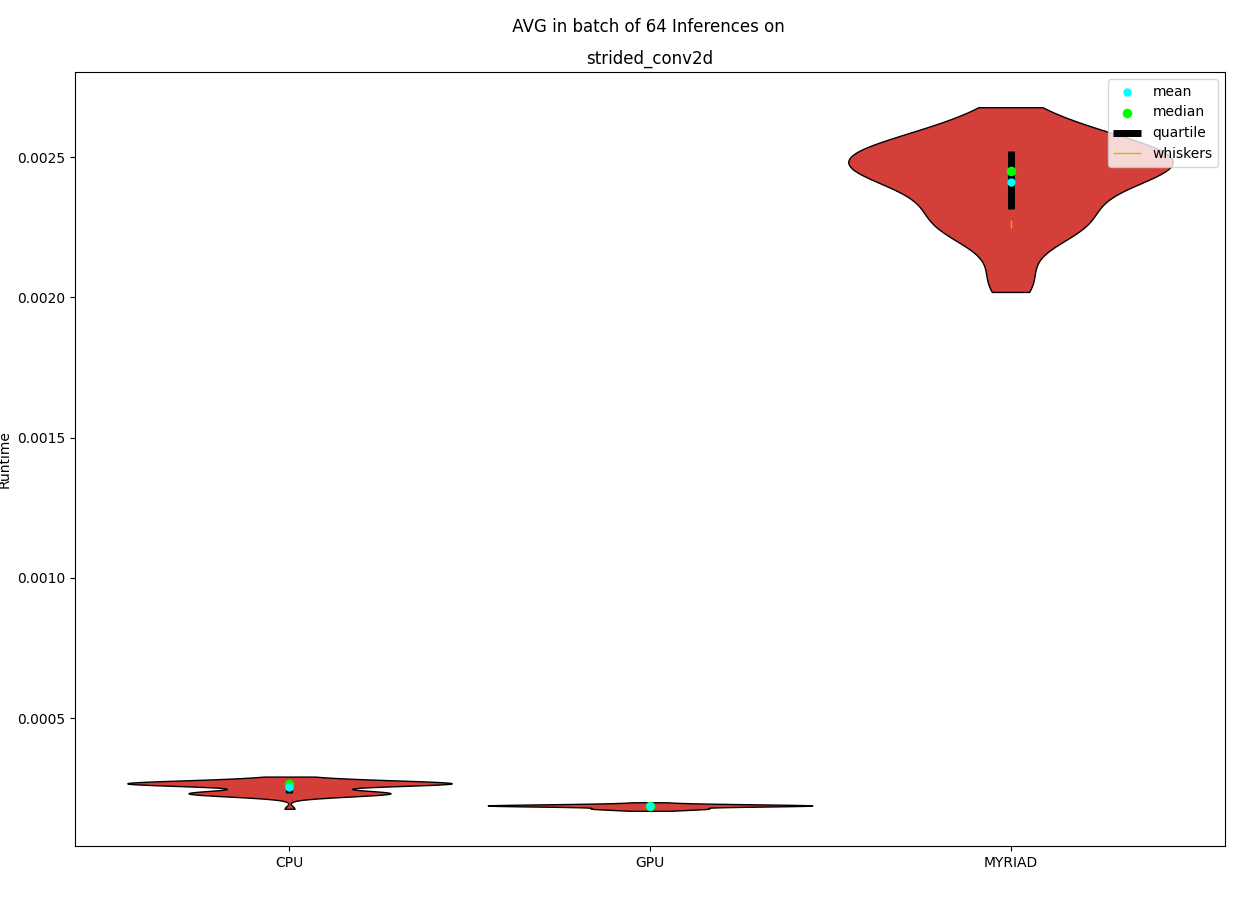 AVG in batch of 64 Inferences on
strided_conv2d
mean
median
quartile
whiskers
0.0025
0.0020
0.0015
0.0010
0.0005
Runtime
CPU
GPU
MYRIAD